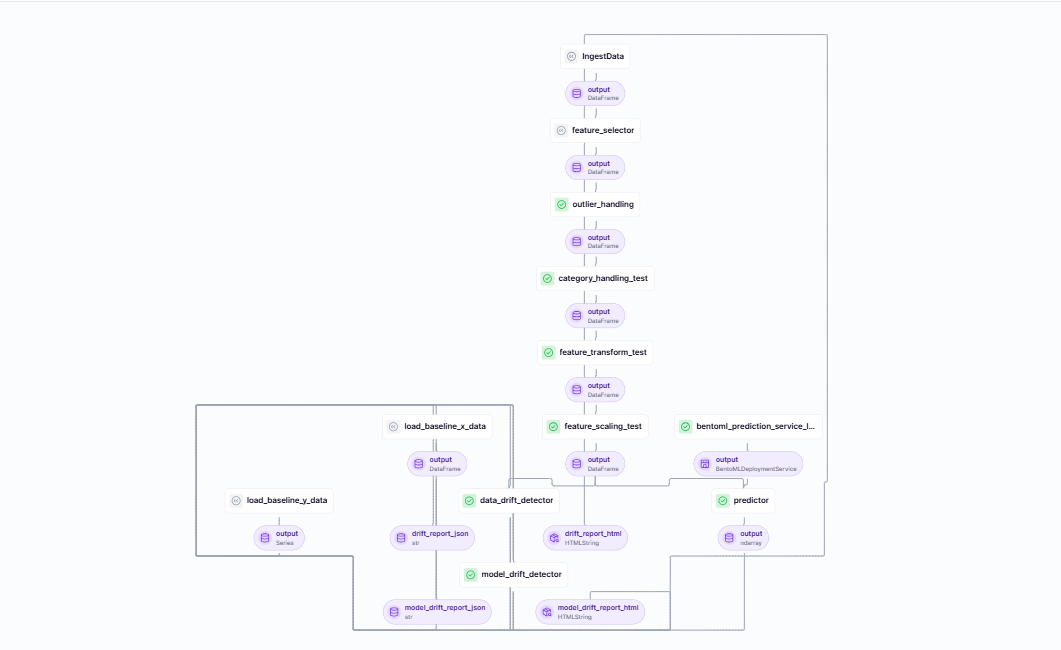 IngestData
output
DataFrame
feature_selector
output
DataFrame
outlier_handling
output
DataFrame
category_handling_test
output
DataFrame
feature_transform_test
output
DataFrame
load_baseline_x_data
feature_scaling_test
bentoml_prediction_service_l...
output
DataFrame
output
DataFrame
output
BentoMLDeploymentService
load_baseline_y_data
data_drift_detector
predictor
output
Series
drift_report_json
str
drift_report_html
HTMLString
output
ndarray
model_drift_detector
model_drift_report_json
str
model_drift_report_html
HTMLString